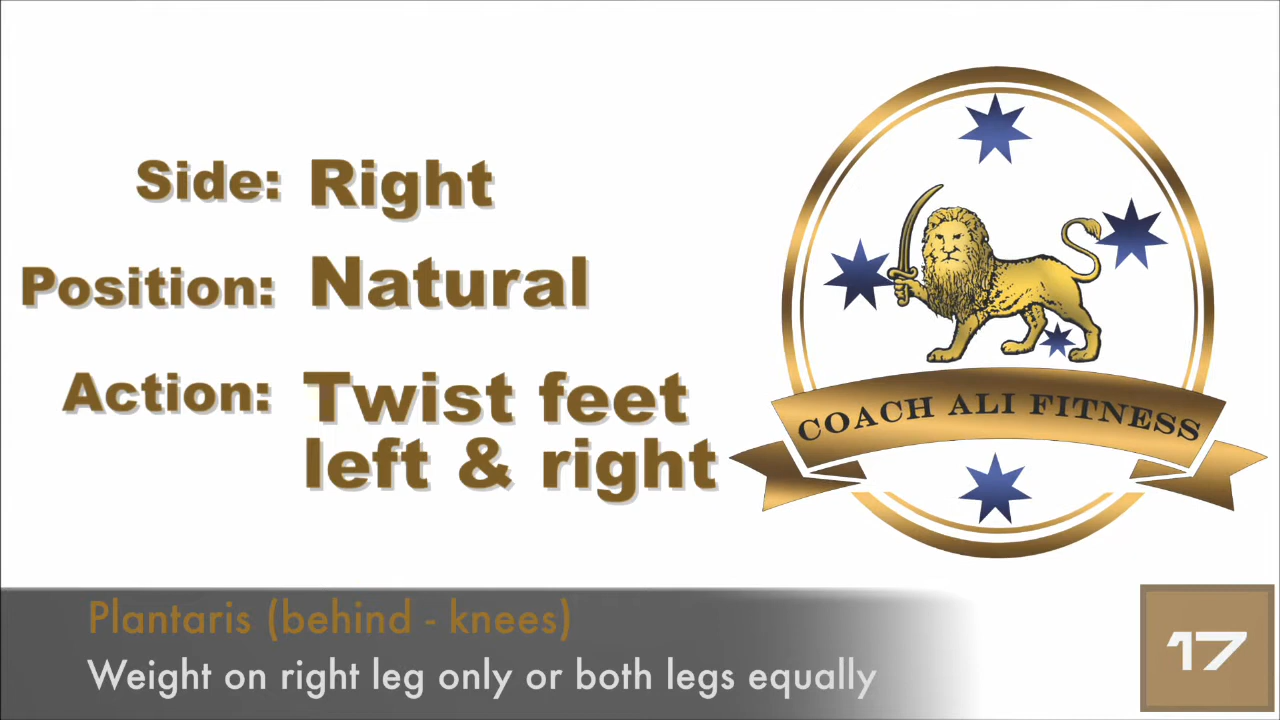 Side: Right
Position: Natural
Action: Twist feet
left & right
COACH ALI FITNESS
Plantaris (behind - knees)
Weight on right leg only or both legs equally
17